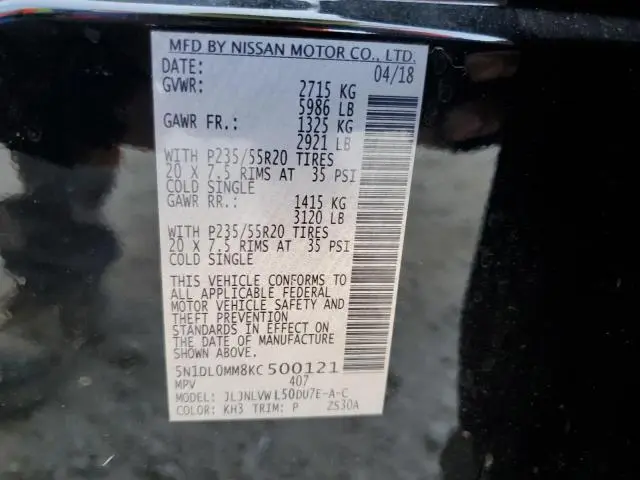 MFD BY NISSAN MOTOR CO., LTD.
DATE: 04/18
GVWR: 2715 KG
5986 LB
GAWR FR.: 1325 KG
2921 LB
WITH P235/55R20 TIRES
20 X 7.5 RIMS AT 35 PSI
COLD SINGLE
GAWR RR.: 1415 KG
3120 LB
WITH P235/55R20 TIRES
20 X 7.5 RIMS AT 35 PSI
COLD SINGLE
THIS VEHICLE CONFORMS TO
ALL APPLICABLE FEDERAL
MOTOR VEHICLE SAFETY AND
THEFT PREVENTION
STANDARDS IN EFFECT ON
THE DATE OF MANUFACTURE
SHOWN ABOVE.
5N1DL0MM8KC500121
MPV 407
MODEL: JLJNLVWL50DU7E-A-C
COLOR: KH3 TRIM: P ZS30A